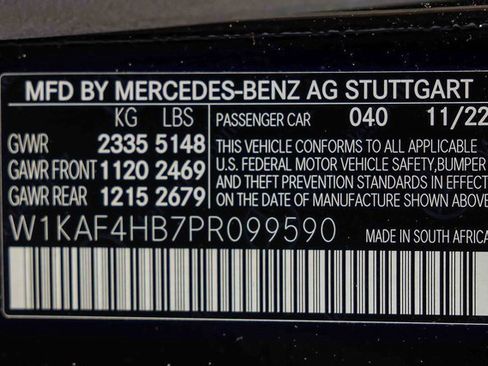 MFD BY MERCEDES-BENZ AG STUTTGART
KG LBS PASSENGER CAR 040 11/22
GWR 2335 5148 THIS VEHICLE CONFORMS TO ALL APPLICABLE
GAWR FRONT 1120 2469 U.S. FEDERAL MOTOR VEHICLE SAFETY, BUMPER
GAWR REAR 1215 2679 AND THEFT PREVENTION STANDARDS IN EFFECT
THE DATE OF MANUFACTURE SHOWN ABOVE.
W1KAF4HB7PR099590 MADE IN SOUTH AFRICA